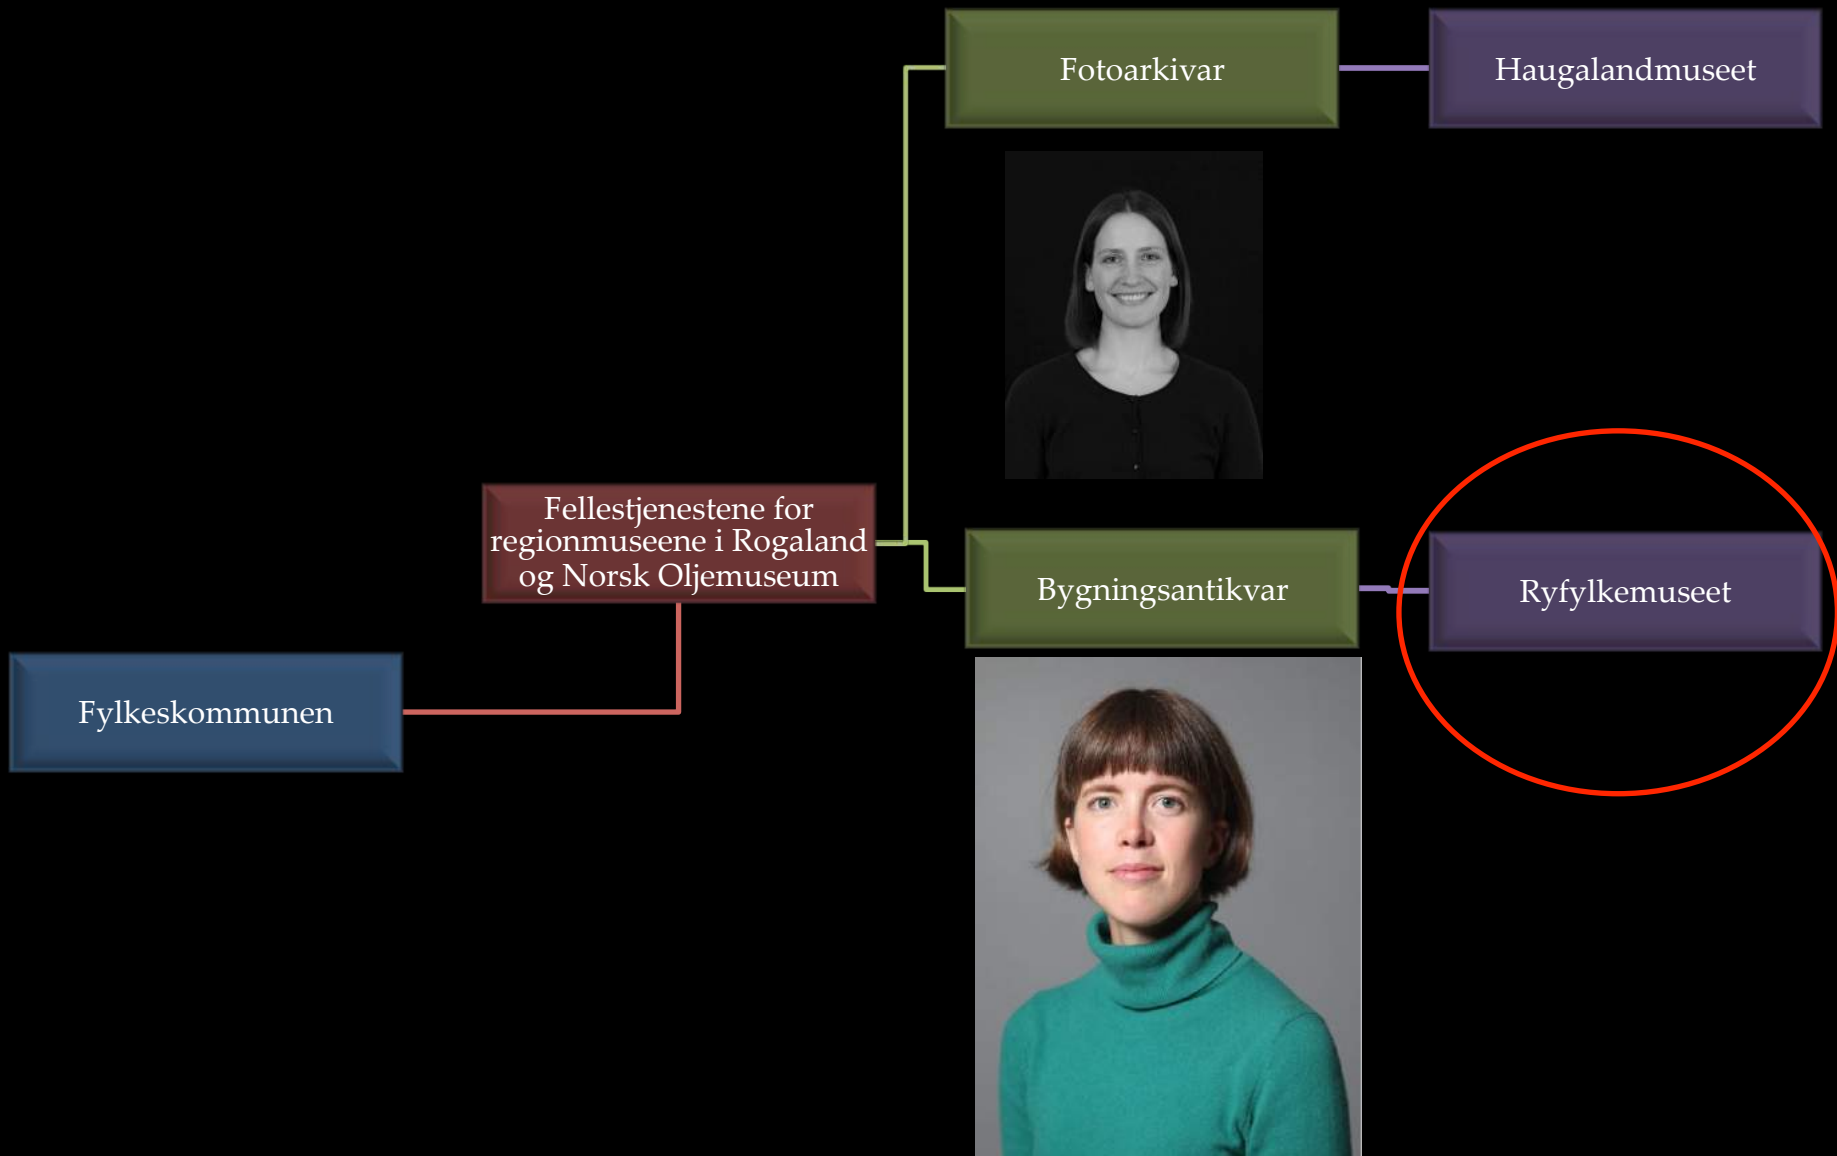 Fotoarkivar
Haugalandmuseet
Fellestjenestene for
regionmuseene i Rogaland
og Norsk Oljemuseum
Bygningsantikvar
Ryfylkemuseet
Fylkeskommunen